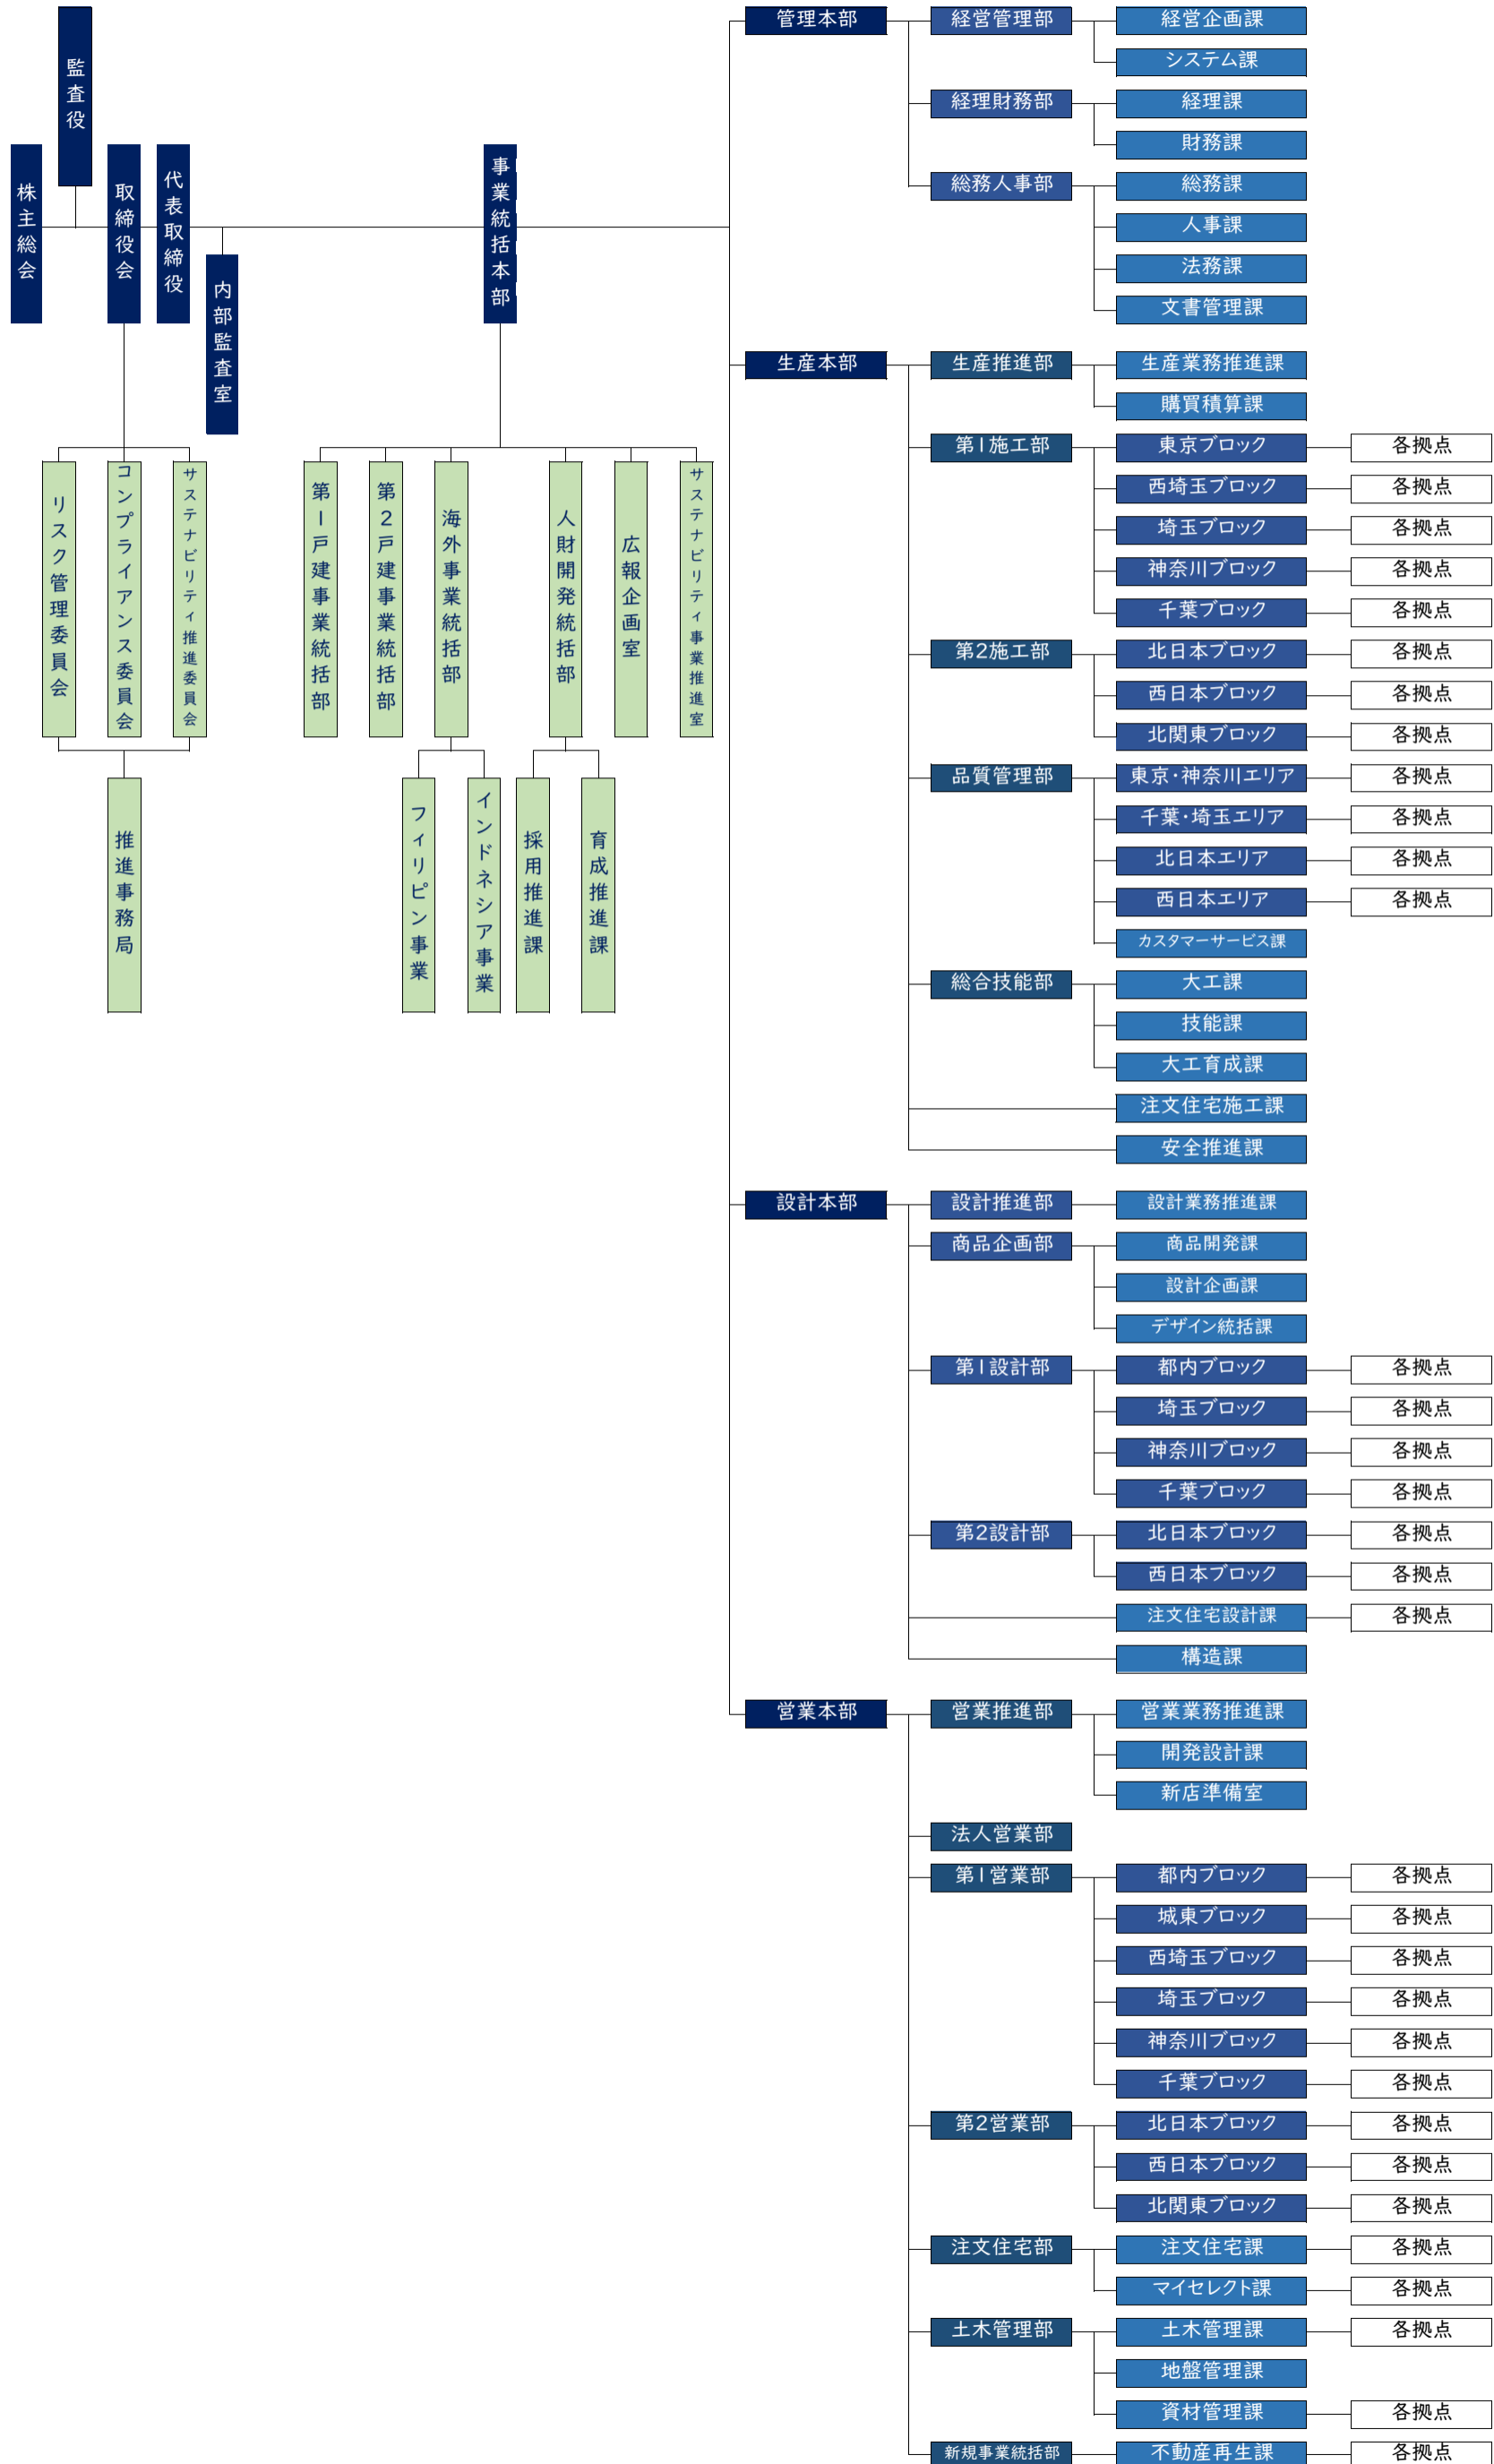 監査役
株主総会
取締役会
代表取締役
内部監査室
事業統括本部
リスク管理委員会
コンプライアンス委員会
サステナビリティ推進委員会
推進事務局
第1戸建事業統括部
第2戸建事業統括部
海外事業統括部
人財開発統括部
広報企画室
サステナビリティ事業推進室
フィリピン事業
インドネシア事業
採用推進課
育成推進課
管理本部
経営管理部
経営企画課
システム課
経理財務部
経理課
財務課
総務人事部
総務課
人事課
法務課
文書管理課
生産本部
生産推進部
生産業務推進課
購買積算課
第1施工部
東京ブロック
各拠点
西埼玉ブロック
各拠点
埼玉ブロック
各拠点
神奈川ブロック
各拠点
千葉ブロック
各拠点
第2施工部
北日本ブロック
各拠点
西日本ブロック
各拠点
北関東ブロック
各拠点
品質管理部
東京・神奈川エリア
各拠点
千葉・埼玉エリア
各拠点
北日本エリア
各拠点
西日本エリア
各拠点
カスタマーサービス課
総合技能部
大工課
技能課
大工育成課
注文住宅施工課
安全推進課
設計本部
設計推進部
設計業務推進課
商品企画部
商品開発課
設計企画課
デザイン統括課
第1設計部
都内ブロック
各拠点
埼玉ブロック
各拠点
神奈川ブロック
各拠点
千葉ブロック
各拠点
第2設計部
北日本ブロック
各拠点
西日本ブロック
各拠点
注文住宅設計課
各拠点
構造課
営業本部
営業推進部
営業業務推進課
開発設計課
新店準備室
法人営業部
第1営業部
都内ブロック
各拠点
城東ブロック
各拠点
西埼玉ブロック
各拠点
埼玉ブロック
各拠点
神奈川ブロック
各拠点
千葉ブロック
各拠点
第2営業部
北日本ブロック
各拠点
西日本ブロック
各拠点
北関東ブロック
各拠点
注文住宅部
注文住宅課
各拠点
マイセレクト課
各拠点
土木管理部
土木管理課
各拠点
地盤管理課
資材管理課
各拠点
新規事業統括部
不動産再生課
各拠点